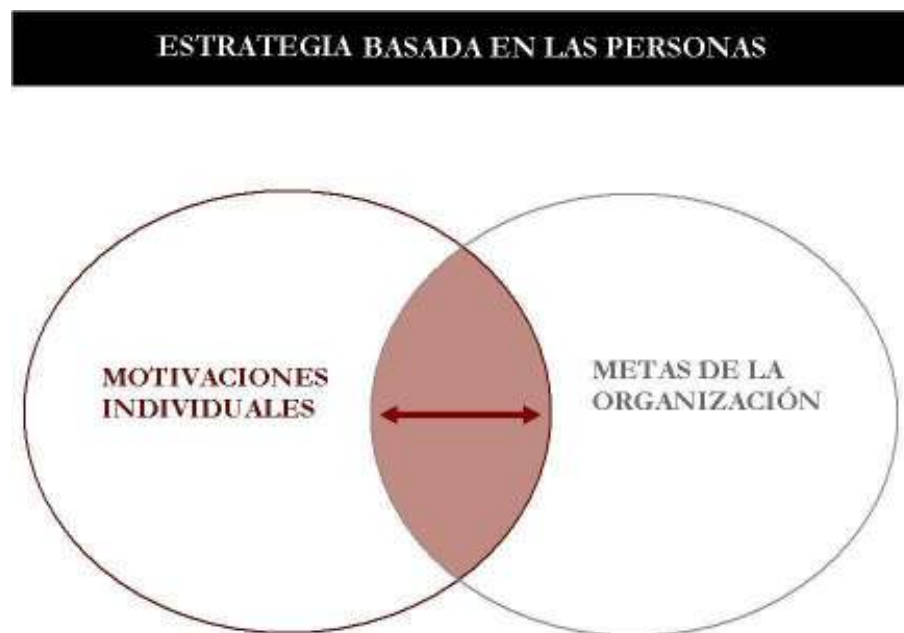 ESTRATEGIA BASADA EN LAS PERSONAS
MOTIVACIONES
INDIVIDUALES
METAS DE LA
ORGANIZACIÓN